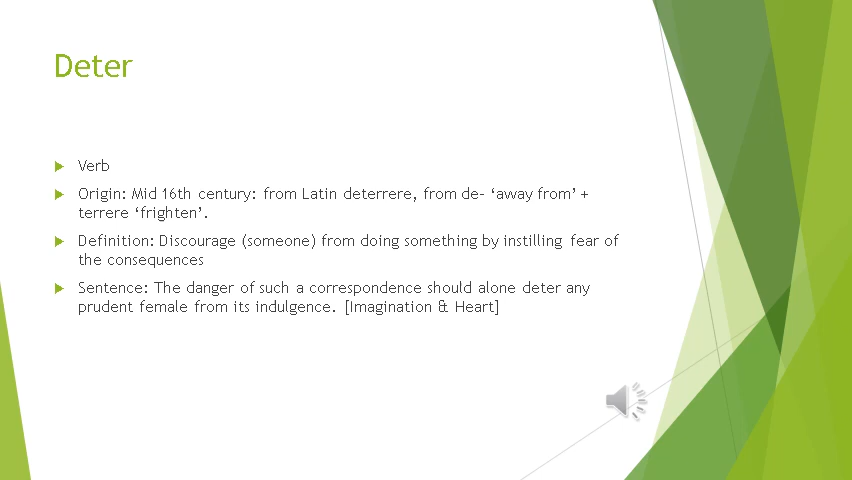 Deter
Verb
Origin: Mid 16th century: from Latin deterrere, from de- ‘away from’ +
terrere ‘frighten’.
Definition: Discourage (someone) from doing something by instilling fear of
the consequences
Sentence: The danger of such a correspondence should alone deter any
prudent female from its indulgence. [Imagination & Heart]